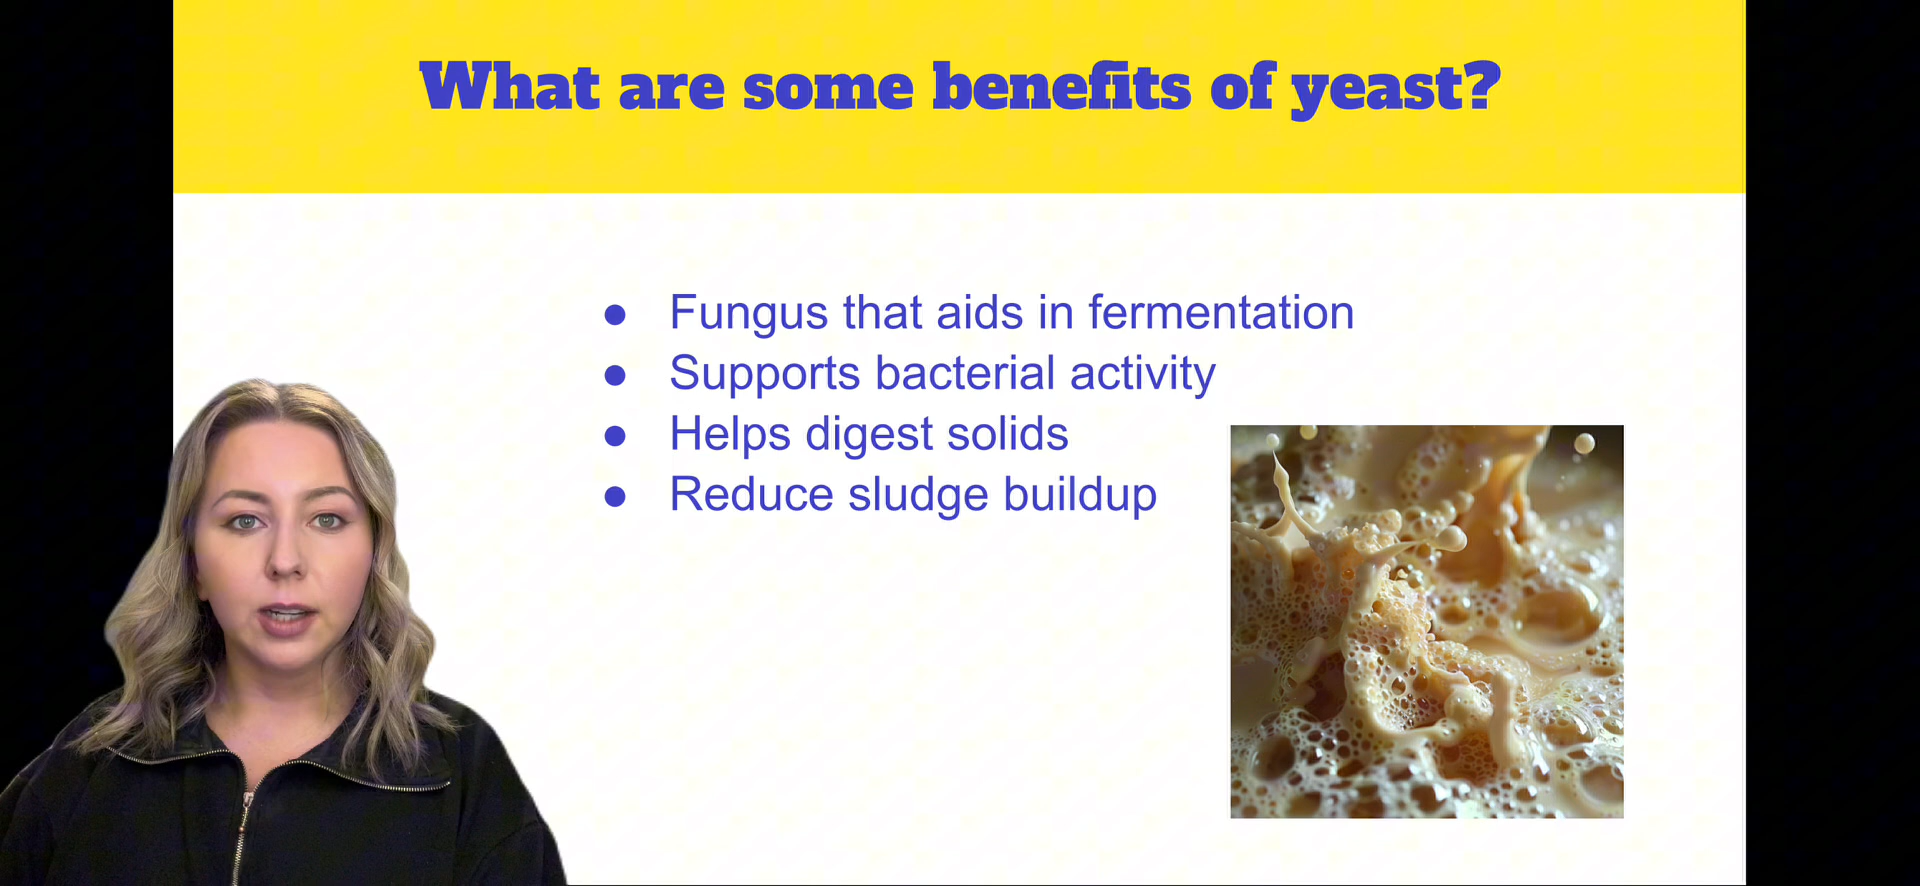 What are some benefits of yeast?
● Fungus that aids in fermentation
● Supports bacterial activity
● Helps digest solids
● Reduce sludge buildup